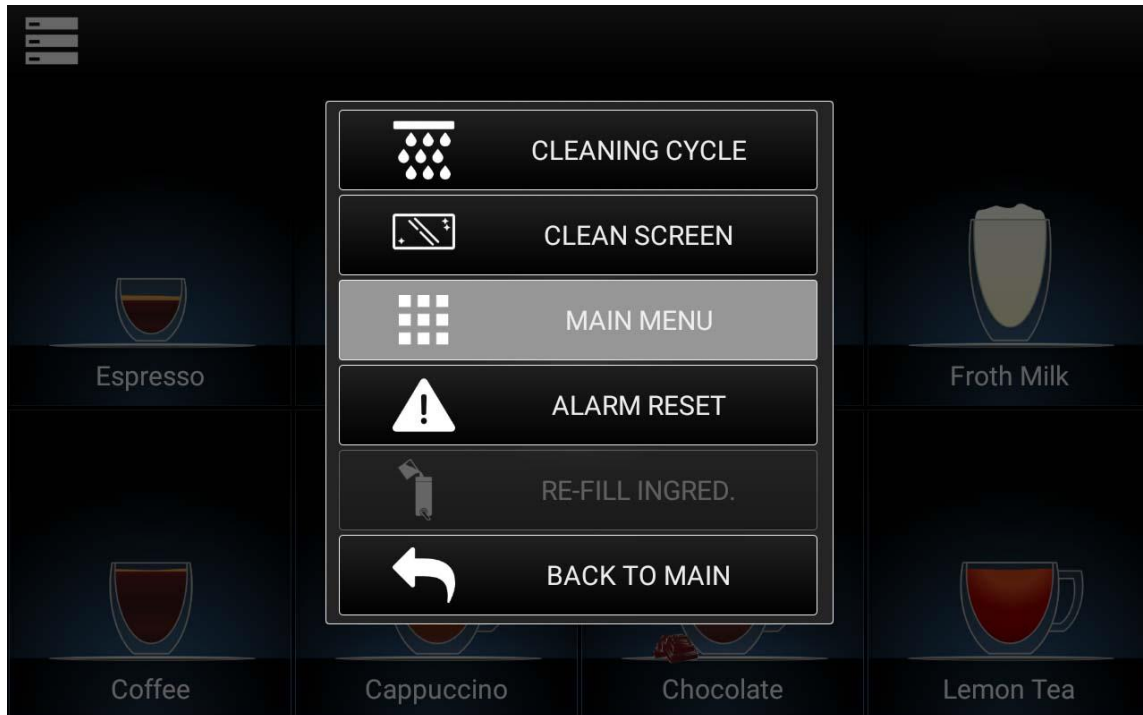 CLEANING CYCLE
CLEAN SCREEN
MAIN MENU
ALARM RESET
RE-FILL INGRED.
BACK TO MAIN
Espresso
Froth Milk
Coffee
Cappuccino
Chocolate
Lemon Tea